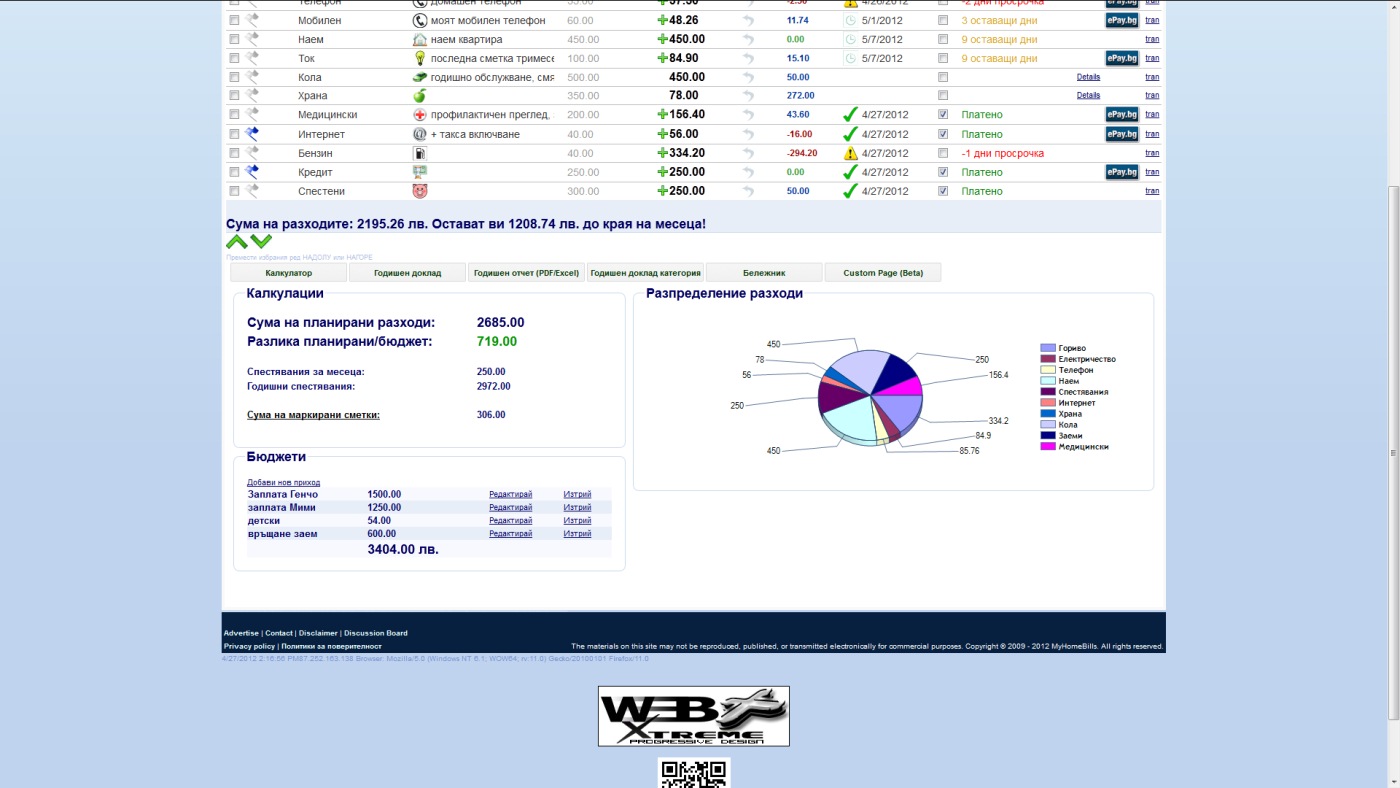 Телефон домашен телефон 55.00 57.50 -2.50 4/26/2012 -2 дни просрочка ePay.bg tran
Мобилен моят мобилен телефон 60.00 48.26 11.74 5/1/2012 3 оставащи дни ePay.bg tran
Наем наем квартира 450.00 450.00 0.00 5/7/2012 9 оставащи дни tran
Ток последна сметка тримесе 100.00 84.90 15.10 5/7/2012 9 оставащи дни ePay.bg tran
Кола годишно обслужване, смя 500.00 450.00 50.00 Details tran
Храна 350.00 78.00 272.00 Details tran
Медицински профилактичен преглед, 200.00 156.40 43.60 4/27/2012 Платено ePay.bg tran
Интернет @ + такса включване 40.00 56.00 -16.00 4/27/2012 Платено ePay.bg tran
Бензин 40.00 334.20 -294.20 4/27/2012 -1 дни просрочка tran
Кредит 250.00 250.00 0.00 4/27/2012 Платено ePay.bg tran
Спестени 300.00 250.00 50.00 4/27/2012 Платено tran
Сума на разходите: 2195.26 лв. Остават ви 1208.74 лв. до края на месеца!
Премести избрания ред НАДОЛУ или НАГОРЕ
Калкулатор Годишен доклад Годишен отчет (PDF/Excel) Годишен доклад категория Бележник Custom Page (Beta)
Калкулации
Сума на планирани разходи: 2685.00
Разлика планирани/бюджет: 719.00
Спестявания за месеца: 250.00
Годишни спестявания: 2972.00
Сума на маркирани сметки: 306.00
Бюджети
Добави нов приход
Заплата Генчо 1500.00 Редактирай Изтрий
заплата Мими 1250.00 Редактирай Изтрий
детски 54.00 Редактирай Изтрий
връщане заем 600.00 Редактирай Изтрий
3404.00 лв.
Разпределение разходи
450
78
56
250
450
250
156.4
334.2
84.9
85.76
Гориво
Електричество
Телефон
Наем
Спестявания
Интернет
Храна
Кола
Заеми
Медицински
Advertise | Contact | Disclaimer | Discussion Board
Privacy policy | Политики за поверителност The materials on this site may not be reproduced, published, or transmitted electronically for commercial purposes. Copyright ® 2009 - 2012 MyHomeBills. All rights reserved.
4/27/2012 2:16:56 PM87.252.163.138 Browser: Mozilla/5.0 (Windows NT 6.1; WOW64; rv:11.0) Gecko/20100101 Firefox/11.0
WEB
XTREME
PROGRESSIVE DESIGN